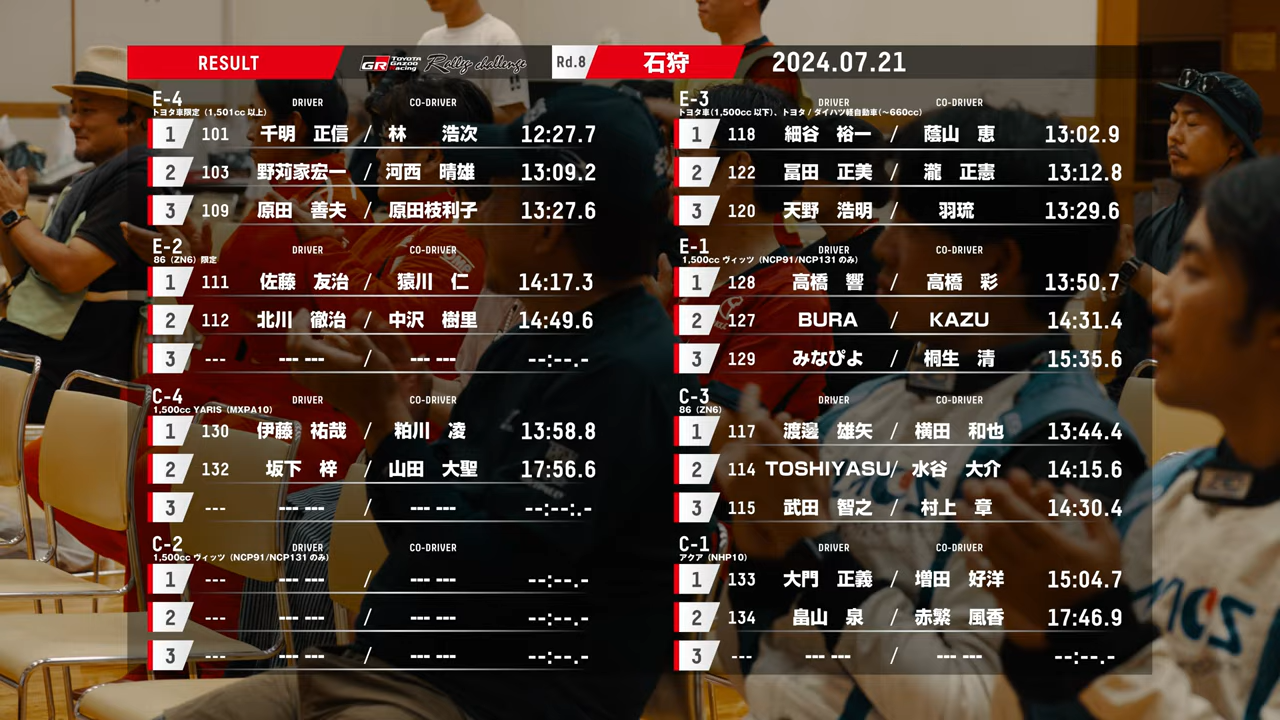 RESULT
GR TOYOTA GAZOO Racing Rally challenge
Rd.8 石狩 2024.07.21
E-4 DRIVER CO-DRIVER
トヨタ車限定（1,501cc 以上）
1 101 千明 正信 / 林 浩次 12:27.7
2 103 野苅家宏一 / 河西 晴雄 13:09.2
3 109 原田 善夫 / 原田枝利子 13:27.6
E-2 DRIVER CO-DRIVER
86（ZN6）限定
1 111 佐藤 友治 / 猿川 仁 14:17.3
2 112 北川 徹治 / 中沢 樹里 14:49.6
3 --- --- --- / --- --- --:--.-
C-4 DRIVER CO-DRIVER
1,500cc YARIS（MXPA10）
1 130 伊藤 祐哉 / 粕川 凌 13:58.8
2 132 坂下 梓 / 山田 大聖 17:56.6
3 --- --- --- / --- --- --:--:.-
C-2 DRIVER CO-DRIVER
1,500cc ヴィッツ（NCP91/NCP131 のみ）
1 --- --- --- / --- --- --:--.-
2 --- --- --- / --- --- --:--.-
3 --- --- --- / --- --- --:--.-
E-3 DRIVER CO-DRIVER
トヨタ車（1,500cc 以下）、トヨタ / ダイハツ軽自動車（～660cc）
1 118 細谷 裕一 / 蔭山 恵 13:02.9
2 122 冨田 正美 / 瀧 正憲 13:12.8
3 120 天野 浩明 / 羽琉 13:29.6
E-1 DRIVER CO-DRIVER
1,500cc ヴィッツ（NCP91/NCP131 のみ）
1 128 高橋 響 / 高橋 彩 13:50.7
2 127 BURA / KAZU 14:31.4
3 129 みなぴよ / 桐生 清 15:35.6
C-3 DRIVER CO-DRIVER
86（ZN6）
1 117 渡邊 雄矢 / 横田 和也 13:44.4
2 114 TOSHIYASU / 水谷 大介 14:15.6
3 115 武田 智之 / 村上 章 14:30.4
C-1 DRIVER CO-DRIVER
アクア（NHP10）
1 133 大門 正義 / 増田 好洋 15:04.7
2 134 畠山 泉 / 赤繁 風香 17:46.9
3 --- --- --- / --- --- --:--.-